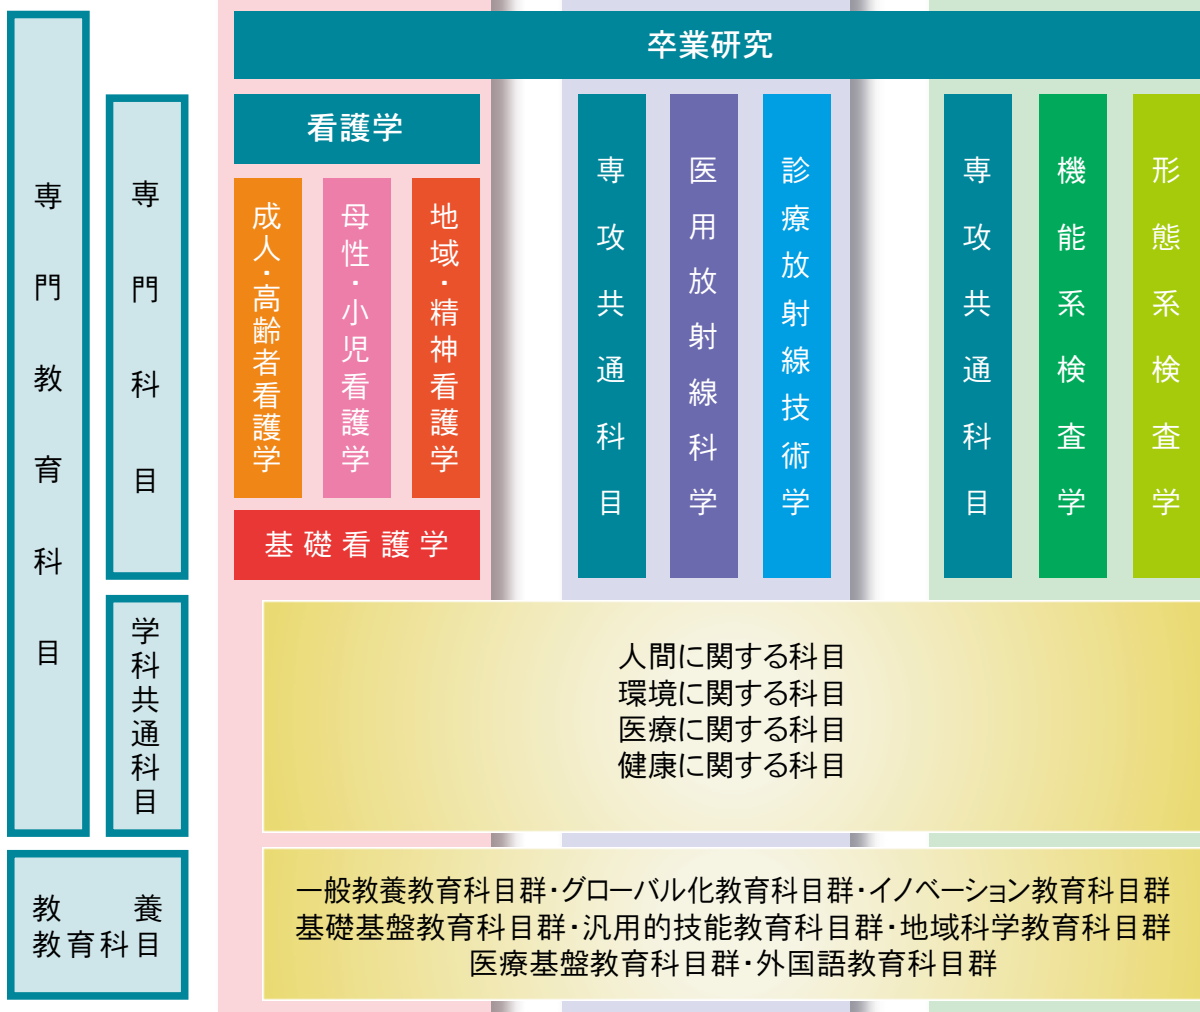 専門教育科目
専門科目
学科共通科目
教養
教育科目
卒業研究
看護学
成人・高齢者看護学
母性・小児看護学
地域・精神看護学
基礎看護学
専攻共通科目
医用放射線科学
診療放射線技術学
専攻共通科目
機能系検査学
形態系検査学
人間に関する科目
環境に関する科目
医療に関する科目
健康に関する科目
一般教養教育科目群・グローバル化教育科目群・イノベーション教育科目群
基礎基盤教育科目群・汎用的技能教育科目群・地域科学教育科目群
医療基盤教育科目群・外国語教育科目群